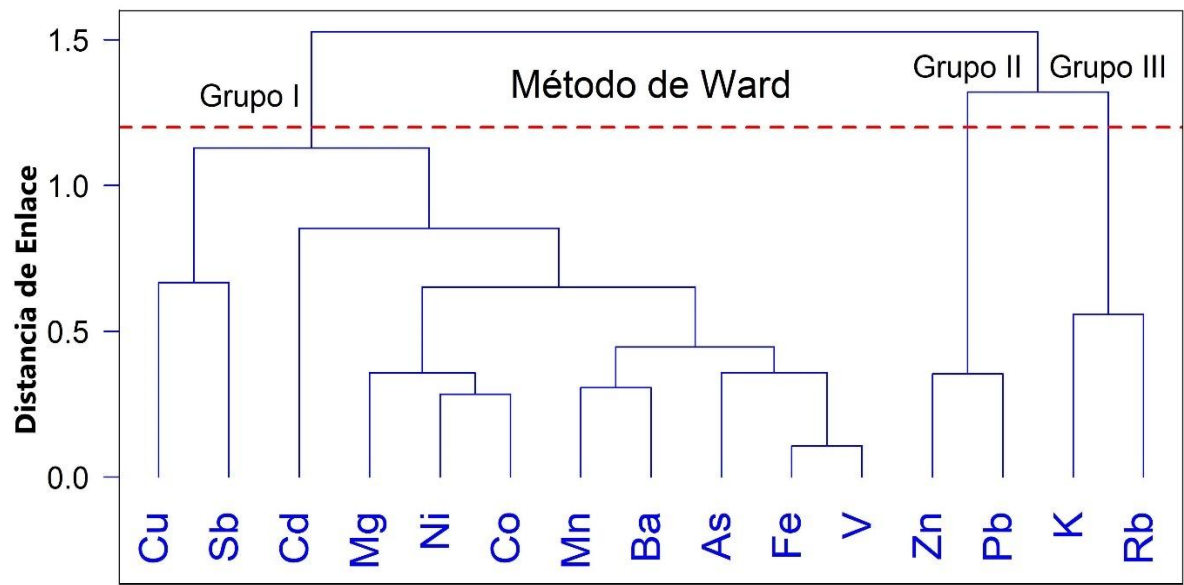 Distancia de Enlace
1.5
1.0
0.5
0.0
Grupo I
Método de Ward
Grupo II
Grupo III
Cu
Sb
Cd
Mg
Ni
Co
Mn
Ba
As
Fe
V
Zn
Pb
K
Rb